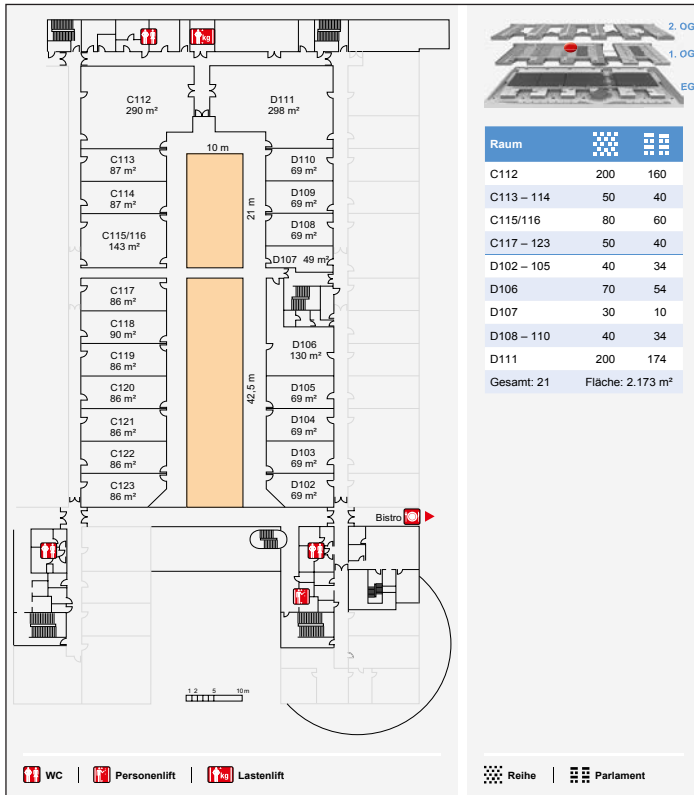 C112
290 m²
D111
298 m²
10 m
C113
87 m²
D110
69 m²
C114
87 m²
D109
69 m²
21 m
C115/116
143 m²
D108
69 m²
D107 49 m²
C117
86 m²
C118
90 m²
D106
130 m²
C119
86 m²
42,5 m
C120
86 m²
D105
69 m²
C121
86 m²
D104
69 m²
C122
86 m²
D103
69 m²
C123
86 m²
D102
69 m²
Bistro
1 2 5 10 m
kg
WC
Personenlift
kg
Lastenlift
2. OG
1. OG
EG
Raum
C112 200 160
C113 – 114 50 40
C115/116 80 60
C117 – 123 50 40
D102 – 105 40 34
D106 70 54
D107 30 10
D108 – 110 40 34
D111 200 174
Gesamt: 21 Fläche: 2.173 m²
Reihe
Parlament